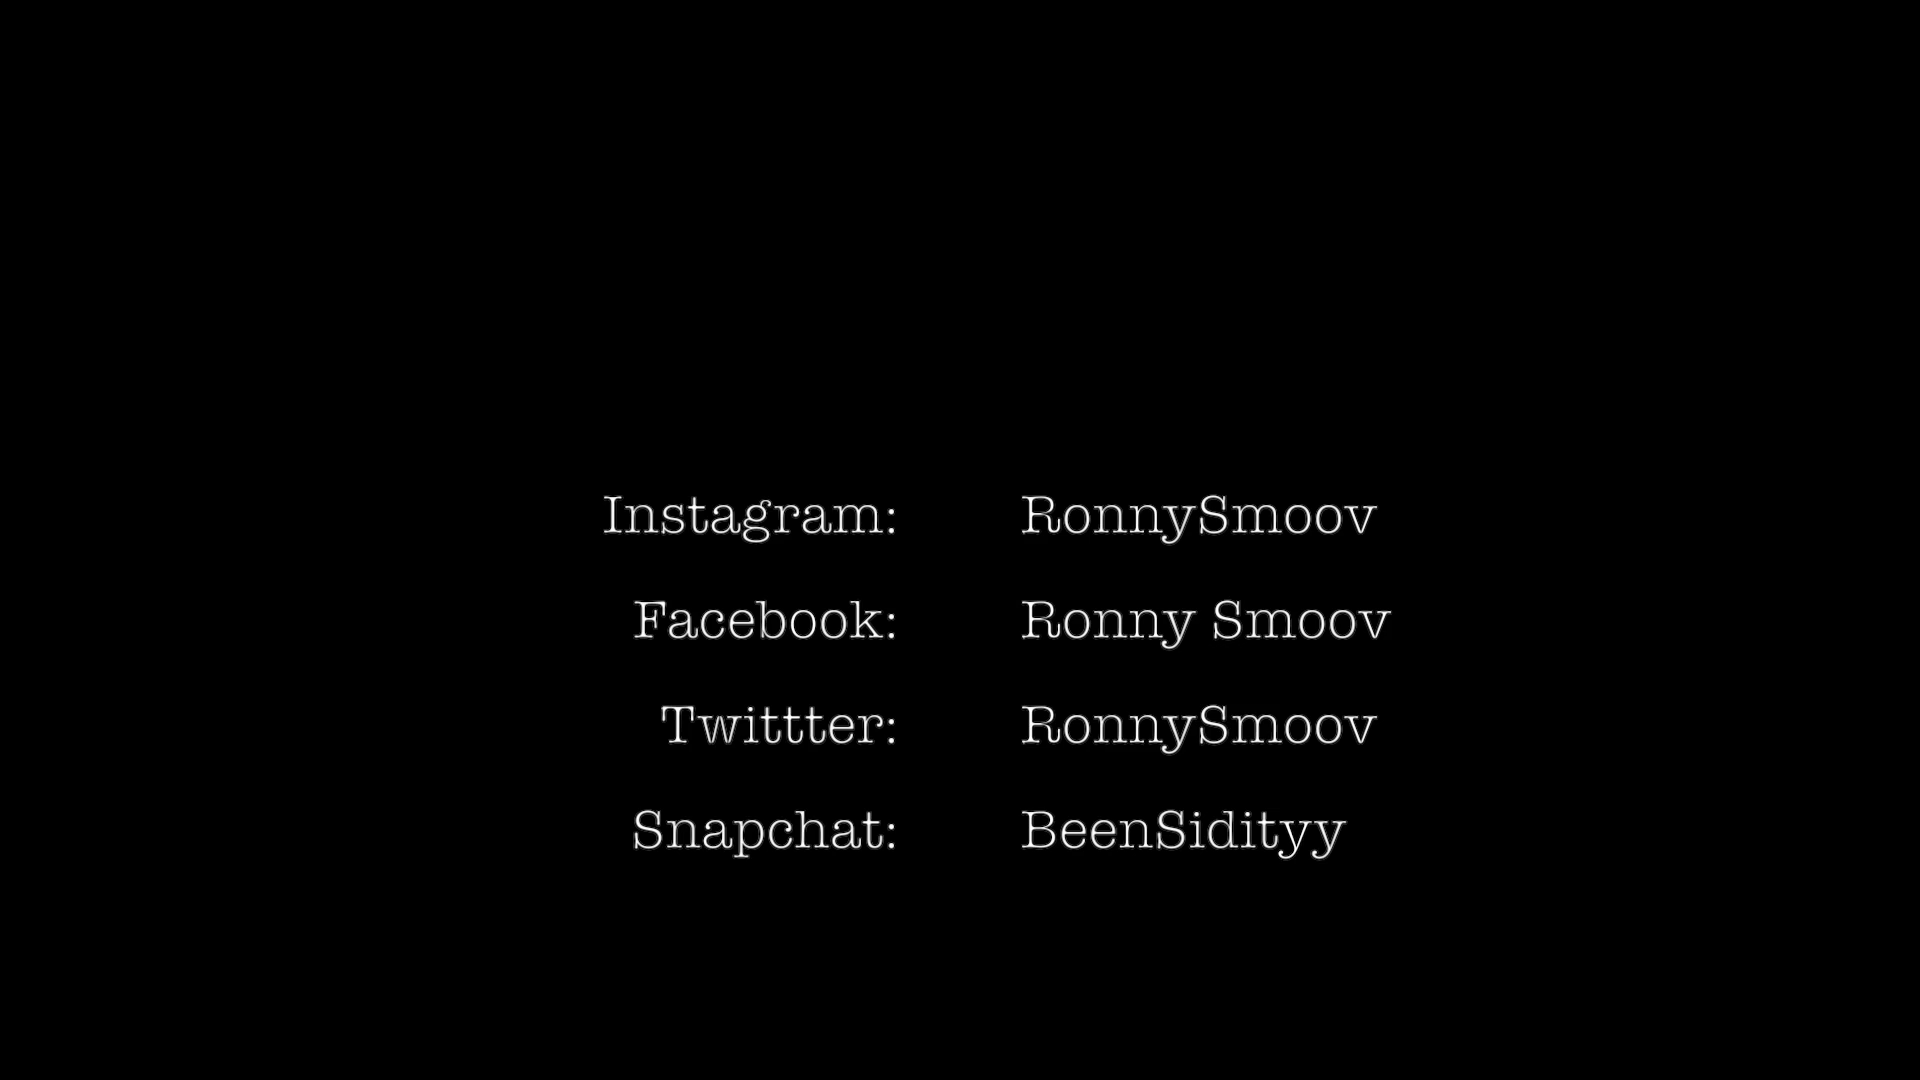 Instagram: RonnySmoov
Facebook: Ronny Smoov
Twittter: RonnySmoov
Snapchat: BeenSidityy